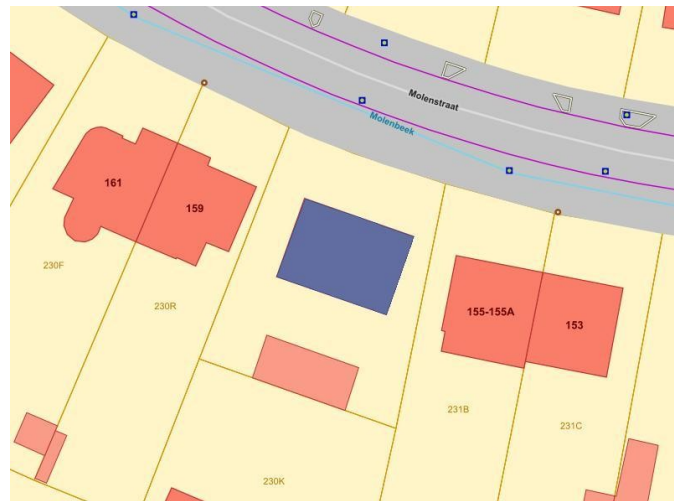 Molenstraat
Molenbeek
161
159
230F
230R
155-155A
153
231B
231C
230K